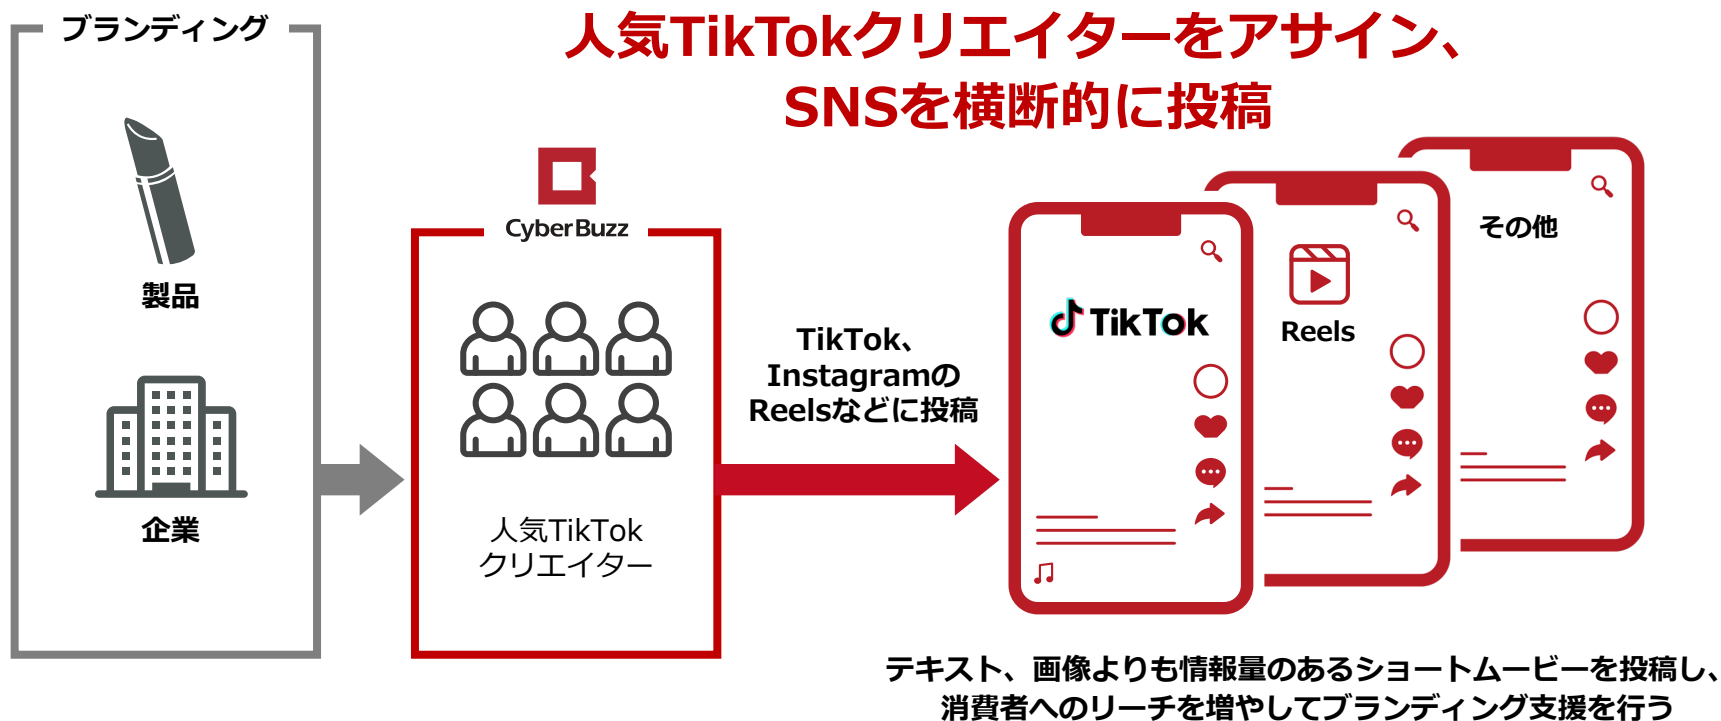 ブランディング
人気TikTokクリエイターをアサイン、
SNSを横断的に投稿
製品
企業
CyberBuzz
人気TikTok
クリエイター
TikTok、
Instagramの
Reelsなどに投稿
TikTok
Reels
その他
テキスト、画像よりも情報量のあるショートムービーを投稿し、
消費者へのリーチを増やしてブランディング支援を行う